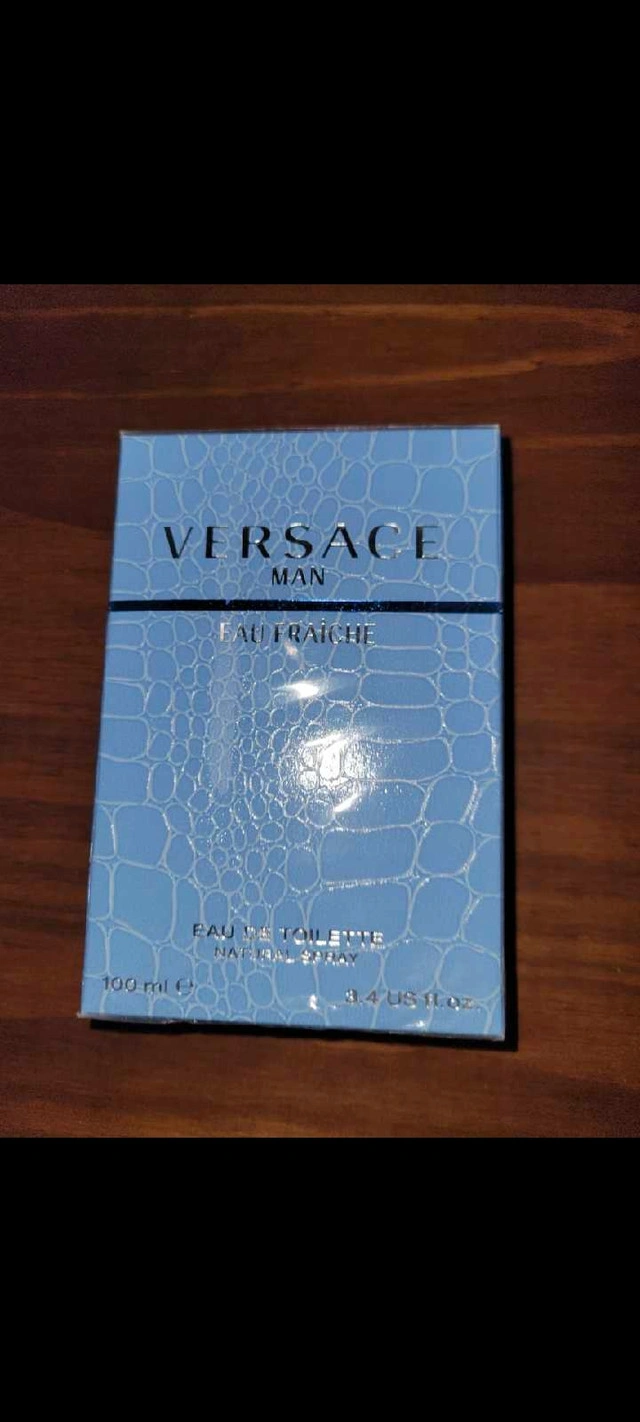 VERSACE
MAN
EAU FRAÎCHE
EAU DE TOILETTE
NATURAL SPRAY
100 ml ℮
3.4 US fl. oz.